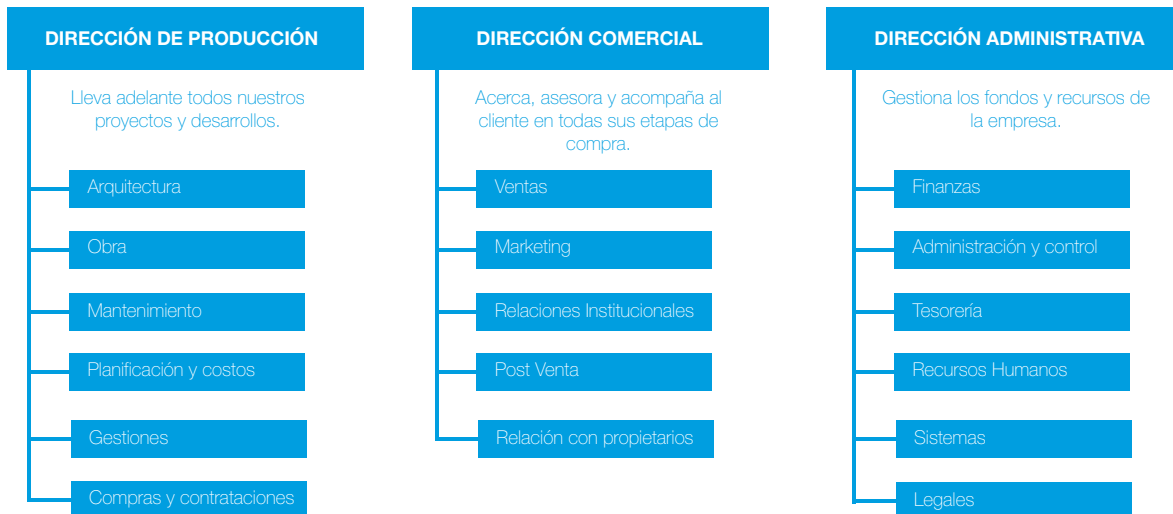 DIRECCIÓN DE PRODUCCIÓN
Lleva adelante todos nuestros
proyectos y desarrollos.
Arquitectura
Obra
Mantenimiento
Planificación y costos
Gestiones
Compras y contrataciones
DIRECCIÓN COMERCIAL
Acerca, asesora y acompaña al
cliente en todas sus etapas de
compra.
Ventas
Marketing
Relaciones Institucionales
Post Venta
Relación con propietarios
DIRECCIÓN ADMINISTRATIVA
Gestiona los fondos y recursos de
la empresa.
Finanzas
Administración y control
Tesorería
Recursos Humanos
Sistemas
Legales